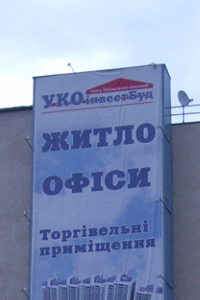 УКОінвестБуд
ЖИТЛО
ОФІСИ
Торгівельні
приміщення